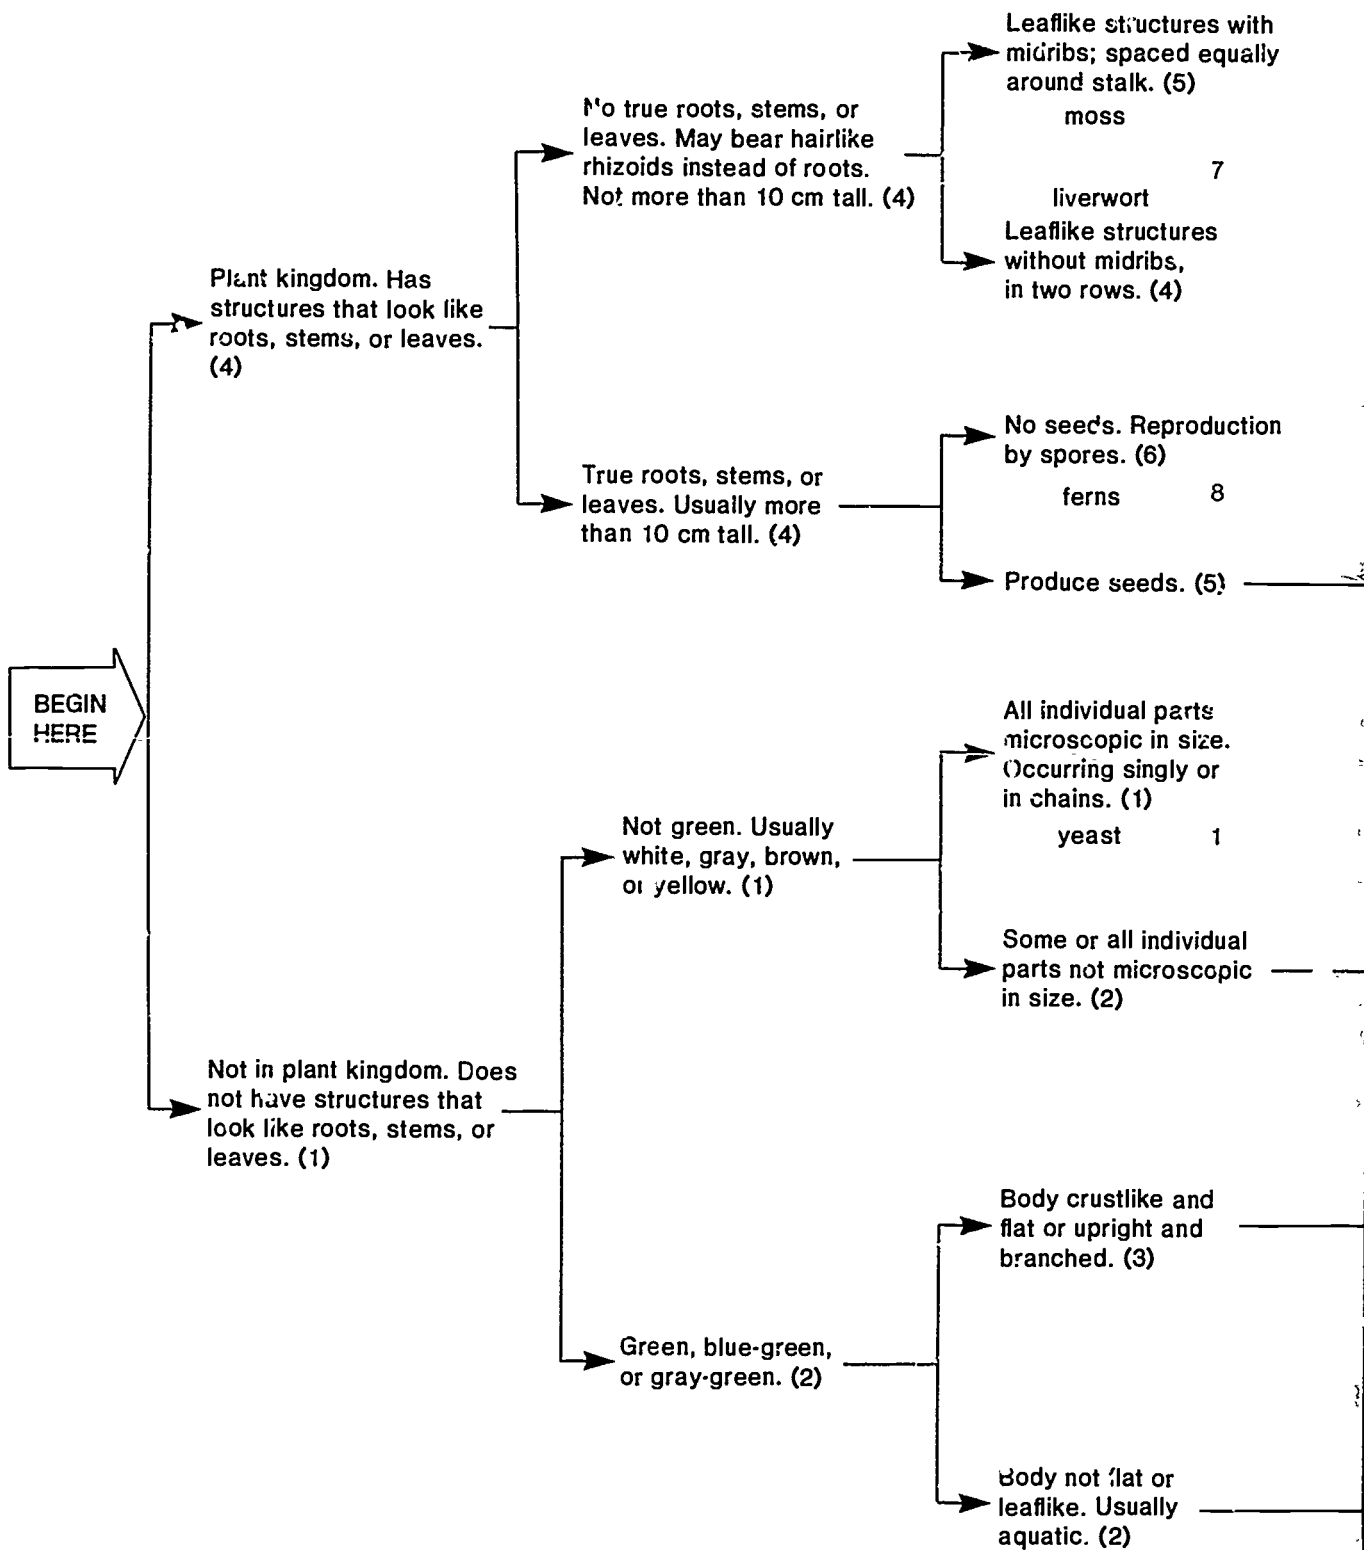 Leaflike structures with
midribs; spaced equally
around stalk. (5)
moss
7
liverwort
Leaflike structures
without midribs,
in two rows. (4)
No true roots, stems, or
leaves. May bear hairlike
rhizoids instead of roots.
Not more than 10 cm tall. (4)
Plant kingdom. Has
structures that look like
roots, stems, or leaves.
(4)
No seeds. Reproduction
by spores. (6)
ferns 8
True roots, stems, or
leaves. Usually more
than 10 cm tall. (4)
Produce seeds. (5)
BEGIN
HERE
All individual parts
microscopic in size.
Occurring singly or
in chains. (1)
yeast 1
Not green. Usually
white, gray, brown,
or yellow. (1)
Some or all individual
parts not microscopic
in size. (2)
Not in plant kingdom. Does
not have structures that
look like roots, stems, or
leaves. (1)
Body crustlike and
flat or upright and
branched. (3)
Green, blue-green,
or gray-green. (2)
Body not flat or
leaflike. Usually
aquatic. (2)